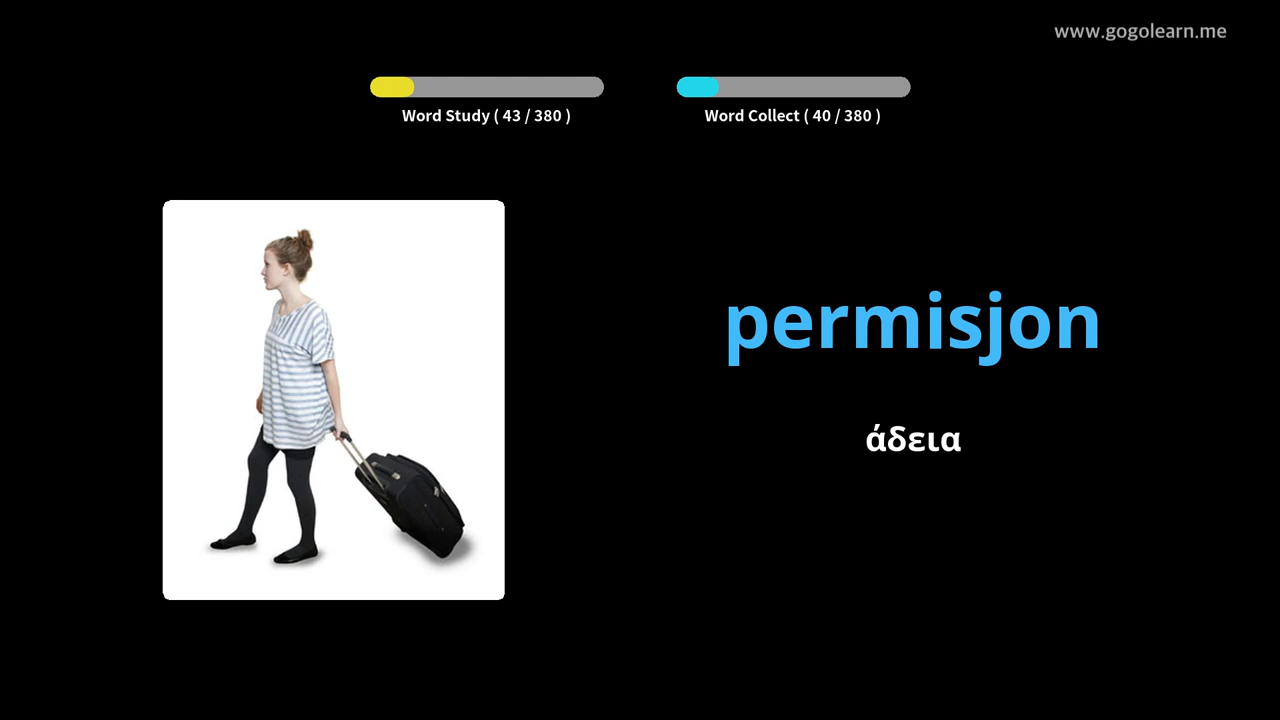 www.gogolearn.me
Word Study ( 43 / 380 )
Word Collect ( 40 / 380 )
permisjon
άδεια